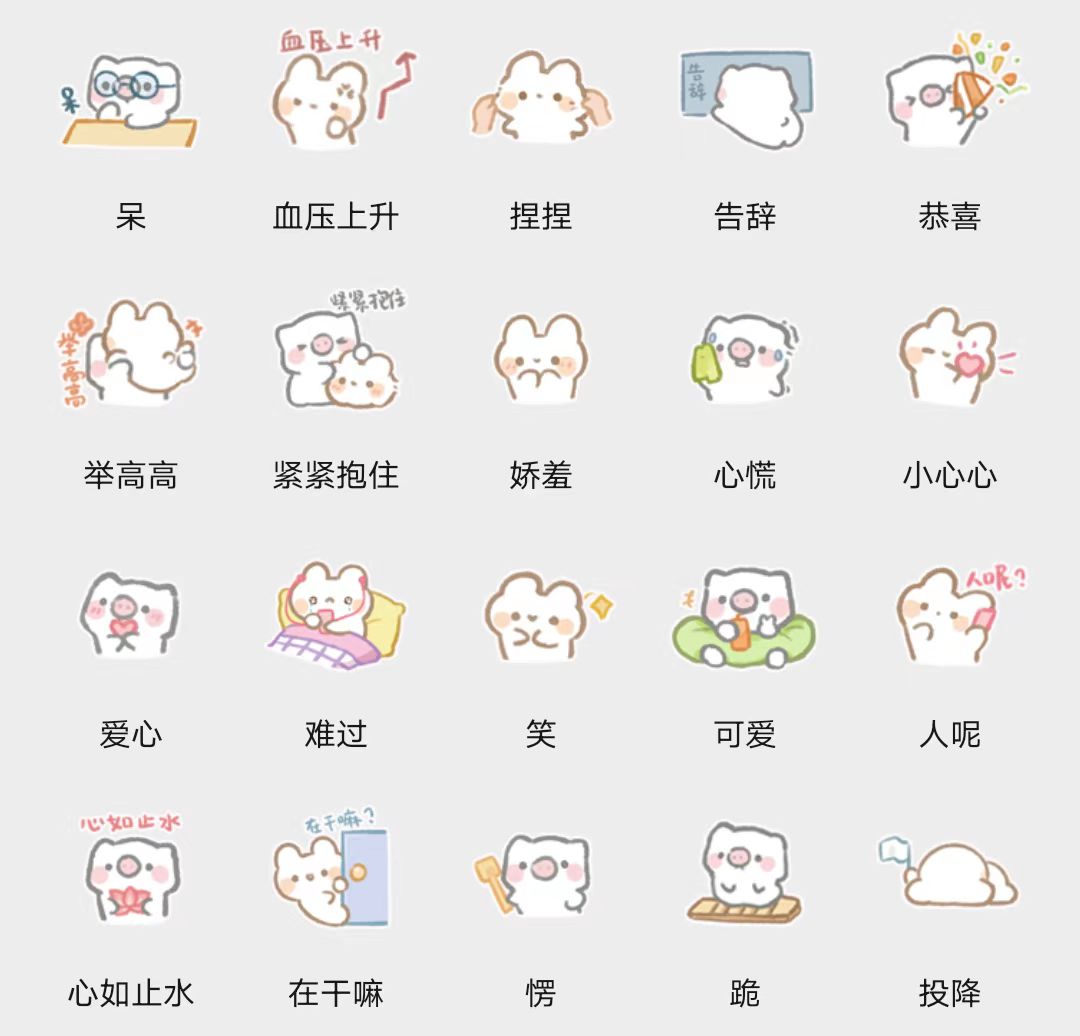 血压上升
呆
告辞
呆 血压上升 捏捏 告辞 恭喜
紧紧抱住
举高高
举高高 紧紧抱住 娇羞 心慌 小心心
人呢?
爱心 难过 笑 可爱 人呢
心如止水
在干嘛?
心如止水 在干嘛 愣 跪 投降